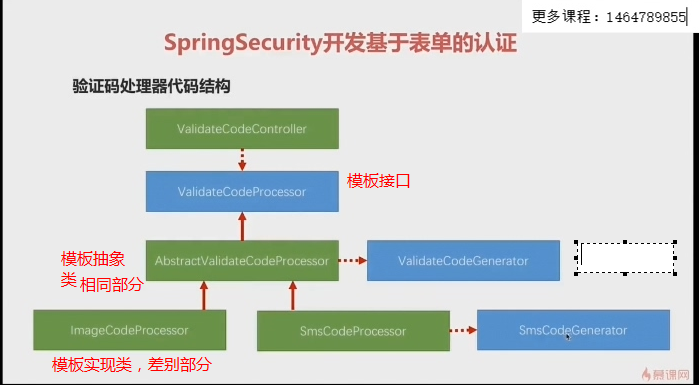 更多课程：1464789855
SpringSecurity开发基于表单的认证
验证码处理器代码结构
ValidateCodeController
ValidateCodeProcessor
模板接口
模板抽象
类 相同部分
AbstractValidateCodeProcessor
ValidateCodeGenerator
ImageCodeProcessor
SmsCodeProcessor
SmsCodeGenerator
模板实现类，差别部分
慕课网